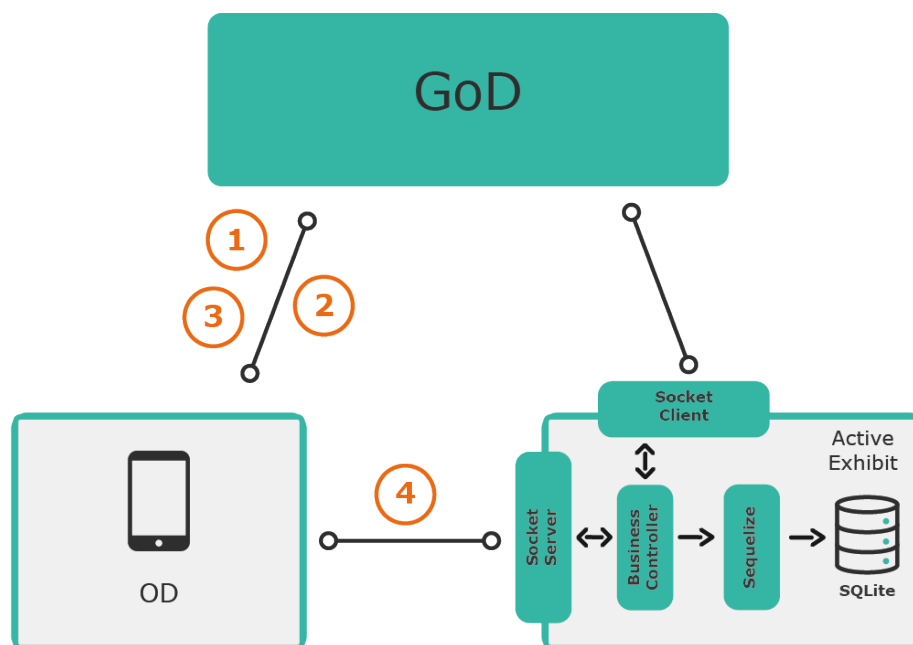 GoD
1
2
3
4
OD
Socket
Client
Active
Exhibit
Socket
Server
Business
Controller
Sequelize
SQLite